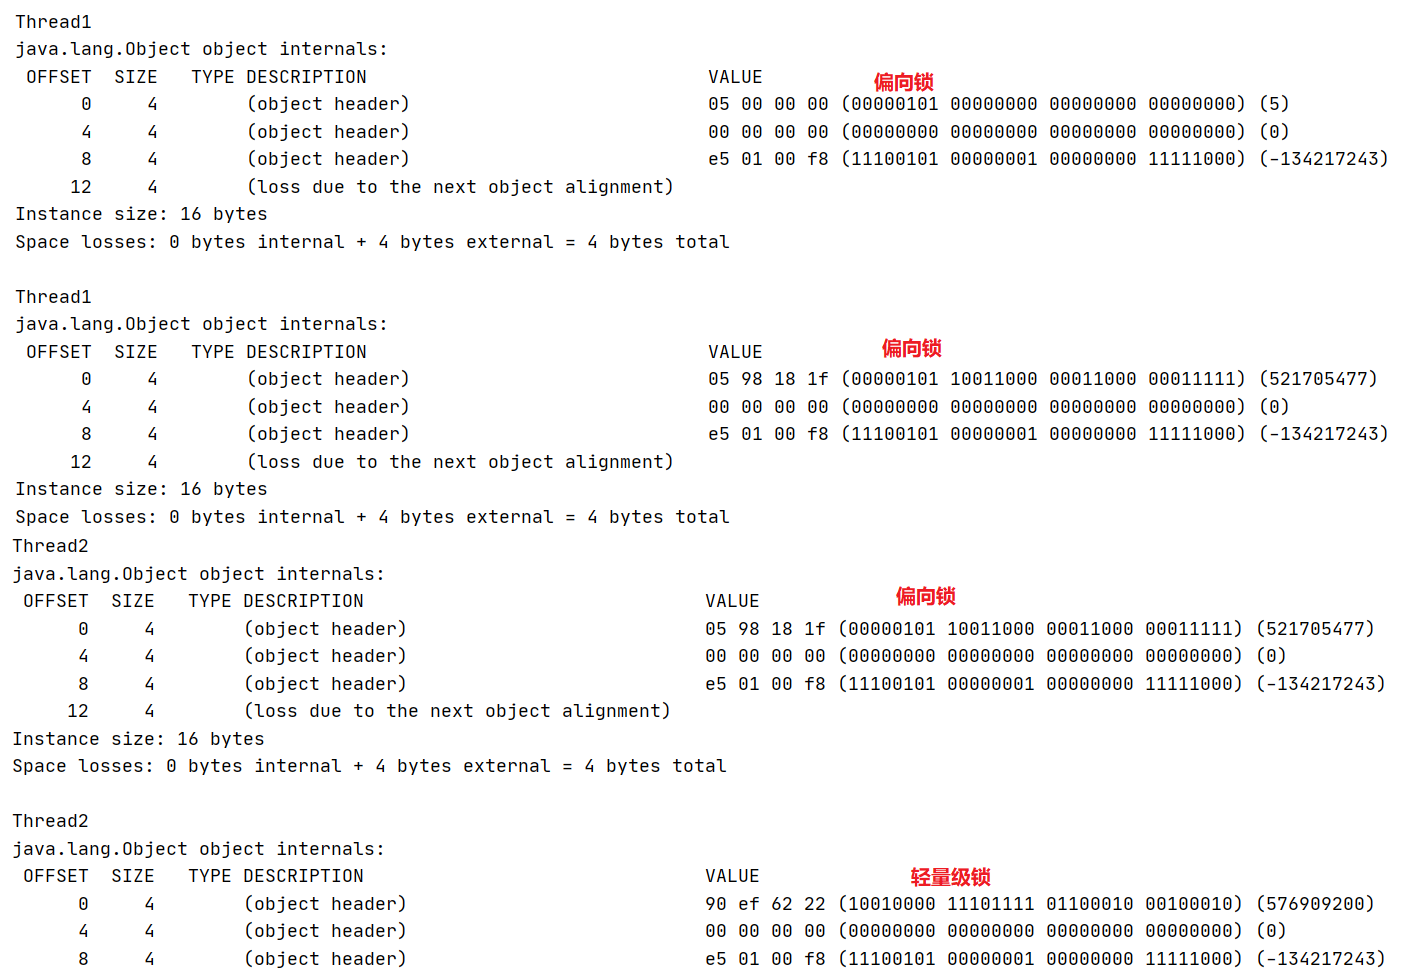 Thread1
java.lang.Object object internals:
OFFSET  SIZE   TYPE DESCRIPTION                               VALUE
偏向锁
0     4        (object header)                           05 00 00 00 (00000101 00000000 00000000 00000000) (5)
4     4        (object header)                           00 00 00 00 (00000000 00000000 00000000 00000000) (0)
8     4        (object header)                           e5 01 00 f8 (11100101 00000001 00000000 11111000) (-134217243)
12     4        (loss due to the next object alignment)
Instance size: 16 bytes
Space losses: 0 bytes internal + 4 bytes external = 4 bytes total
Thread1
java.lang.Object object internals:
OFFSET  SIZE   TYPE DESCRIPTION                               VALUE
偏向锁
0     4        (object header)                           05 98 18 1f (00000101 10011000 00011000 00011111) (521705477)
4     4        (object header)                           00 00 00 00 (00000000 00000000 00000000 00000000) (0)
8     4        (object header)                           e5 01 00 f8 (11100101 00000001 00000000 11111000) (-134217243)
12     4        (loss due to the next object alignment)
Instance size: 16 bytes
Space losses: 0 bytes internal + 4 bytes external = 4 bytes total
Thread2
java.lang.Object object internals:
OFFSET  SIZE   TYPE DESCRIPTION                               VALUE
偏向锁
0     4        (object header)                           05 98 18 1f (00000101 10011000 00011000 00011111) (521705477)
4     4        (object header)                           00 00 00 00 (00000000 00000000 00000000 00000000) (0)
8     4        (object header)                           e5 01 00 f8 (11100101 00000001 00000000 11111000) (-134217243)
12     4        (loss due to the next object alignment)
Instance size: 16 bytes
Space losses: 0 bytes internal + 4 bytes external = 4 bytes total
Thread2
java.lang.Object object internals:
OFFSET  SIZE   TYPE DESCRIPTION                               VALUE
轻量级锁
0     4        (object header)                           90 ef 62 22 (10010000 11101111 01100010 00100010) (576909200)
4     4        (object header)                           00 00 00 00 (00000000 00000000 00000000 00000000) (0)
8     4        (object header)                           e5 01 00 f8 (11100101 00000001 00000000 11111000) (-134217243)